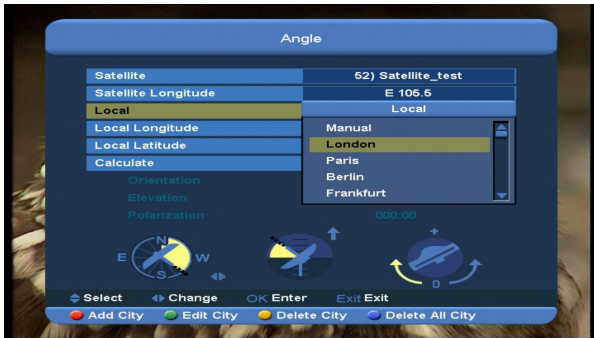 Angle
Satellite 52) Satellite_test
Satellite Longitude E 105.5
Local Local
Local Longitude Manual
London
Local Latitude Paris
Calculate Berlin
Orientation Frankfurt
Elevation
Polarization 000.00
N
E W
S
+
- 0
Select Change OK Enter Exit Exit
Add City Edit City Delete City Delete All City